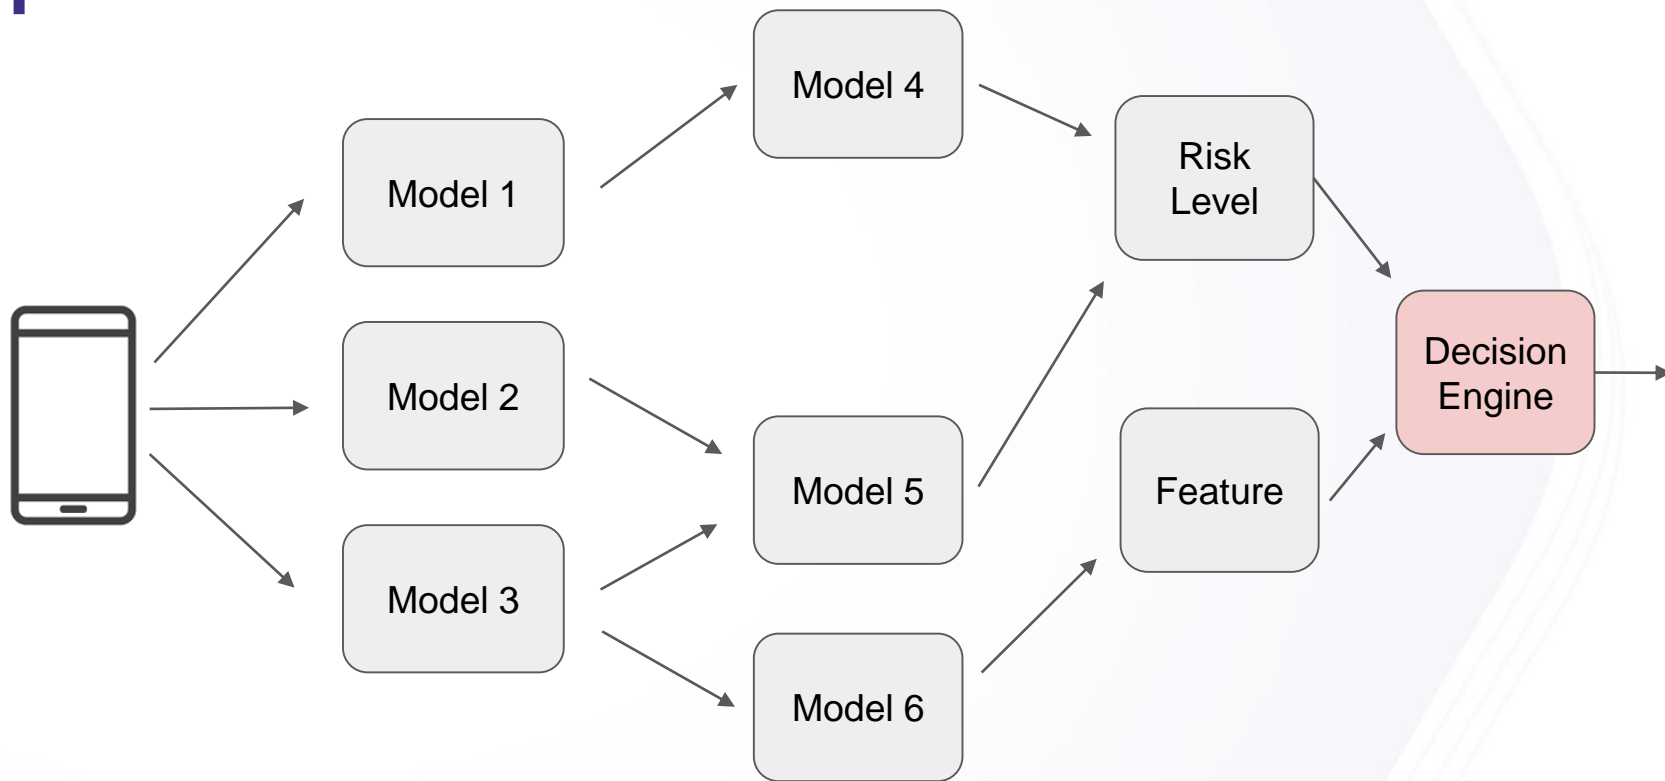 Model 4
Model 1
Risk
Level
Model 2
Decision
Engine
Model 5
Feature
Model 3
Model 6